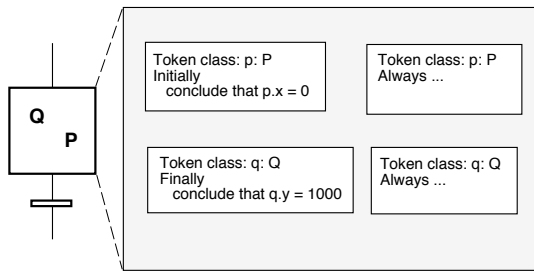 Q
P
Token class: p: P
Initially
conclude that p.x = 0
Token class: p: P
Always ...
Token class: q: Q
Finally
conclude that q.y = 1000
Token class: q: Q
Always ...